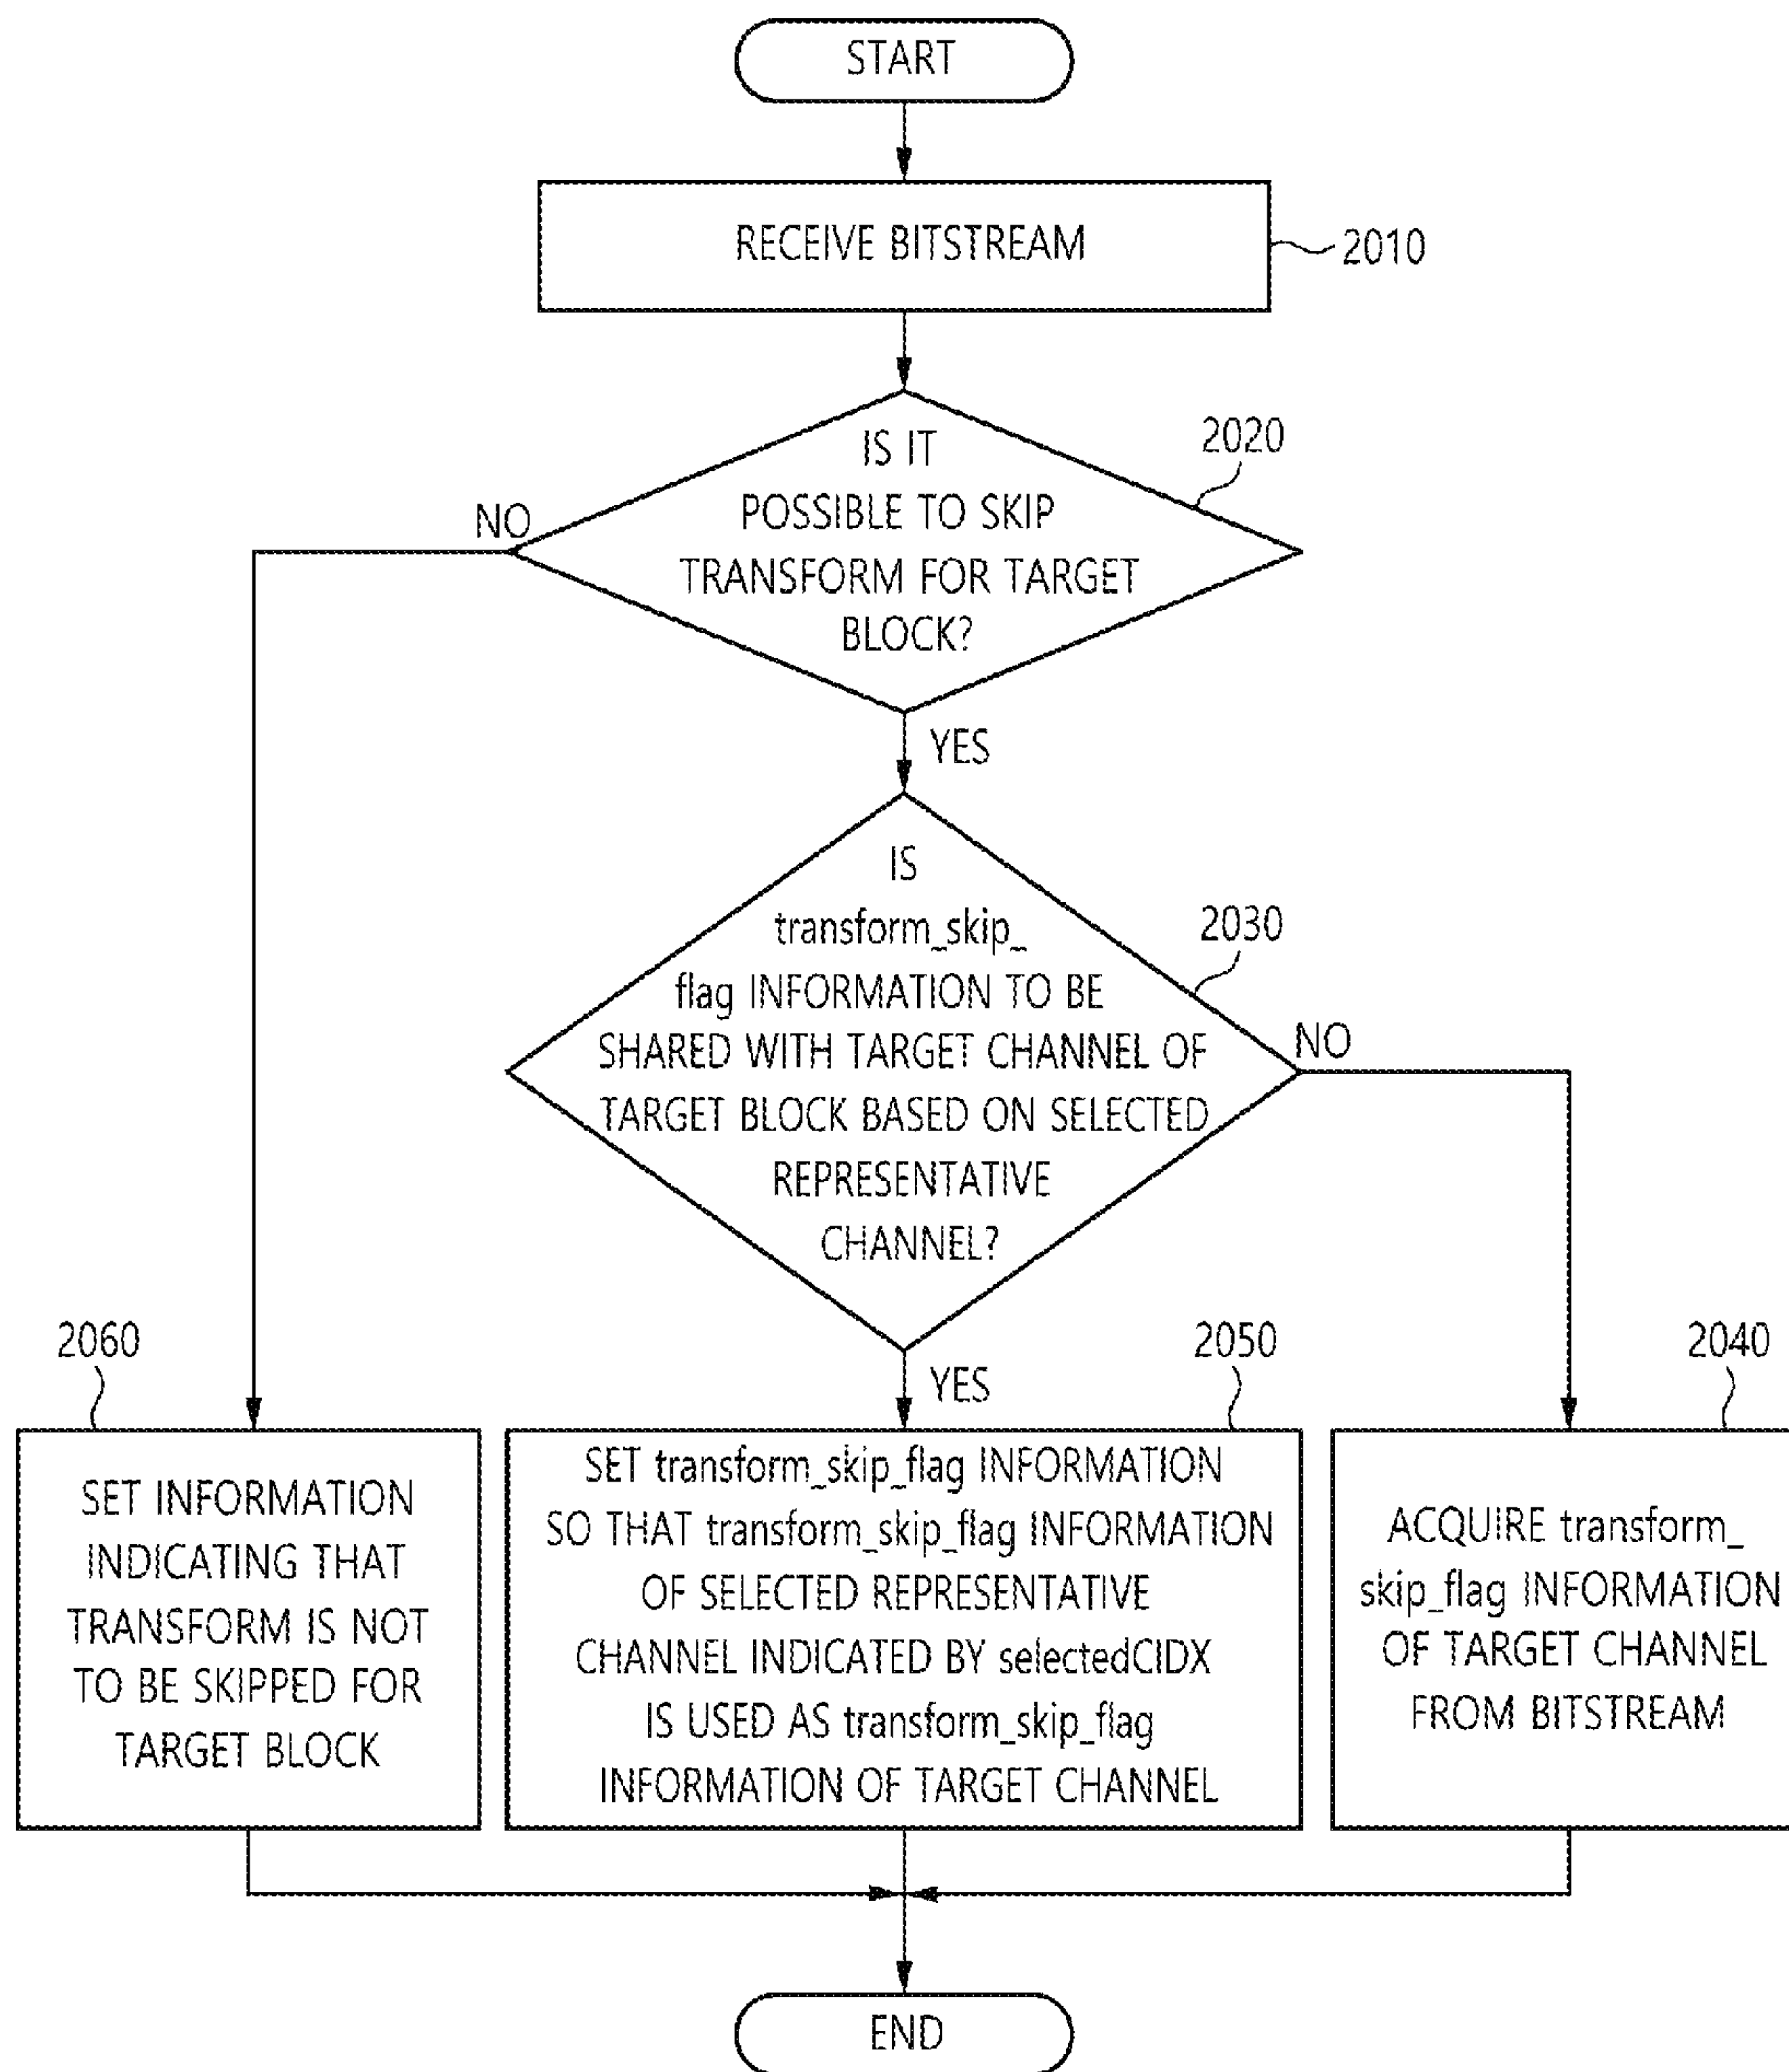 START
RECEIVE BITSTREAM
2010
IS IT
POSSIBLE TO SKIP
TRANSFORM FOR TARGET
BLOCK?
2020
NO
YES
IS
transform_skip_
flag INFORMATION TO BE
SHARED WITH TARGET CHANNEL OF
TARGET BLOCK BASED ON SELECTED
REPRESENTATIVE
CHANNEL?
2030
NO
YES
2060
SET INFORMATION
INDICATING THAT
TRANSFORM IS NOT
TO BE SKIPPED FOR
TARGET BLOCK
2050
SET transform_skip_flag INFORMATION
SO THAT transform_skip_flag INFORMATION
OF SELECTED REPRESENTATIVE
CHANNEL INDICATED BY selectedCIDX
IS USED AS transform_skip_flag
INFORMATION OF TARGET CHANNEL
2040
ACQUIRE transform_
skip_flag INFORMATION
OF TARGET CHANNEL
FROM BITSTREAM
END